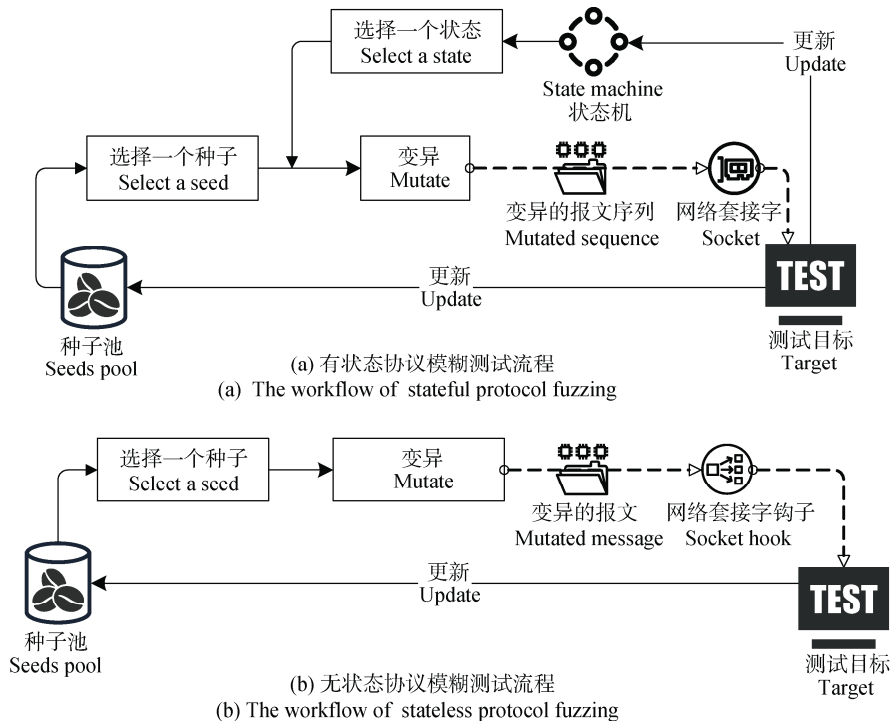 选择一个状态
Select a state
更新
Update
State machine
状态机
选择一个种子
Select a seed
变异
Mutate
变异的报文序列
Mutated sequence
网络套接字
Socket
TEST
更新
Update
种子池
Seeds pool
测试目标
Target
(a) 有状态协议模糊测试流程
(a) The workflow of stateful protocol fuzzing
选择一个种子
Select a seed
变异
Mutate
变异的报文
Mutated message
网络套接字钩子
Socket hook
更新
Update
TEST
种子池
Seeds pool
测试目标
Target
(b) 无状态协议模糊测试流程
(b) The workflow of stateless protocol fuzzing